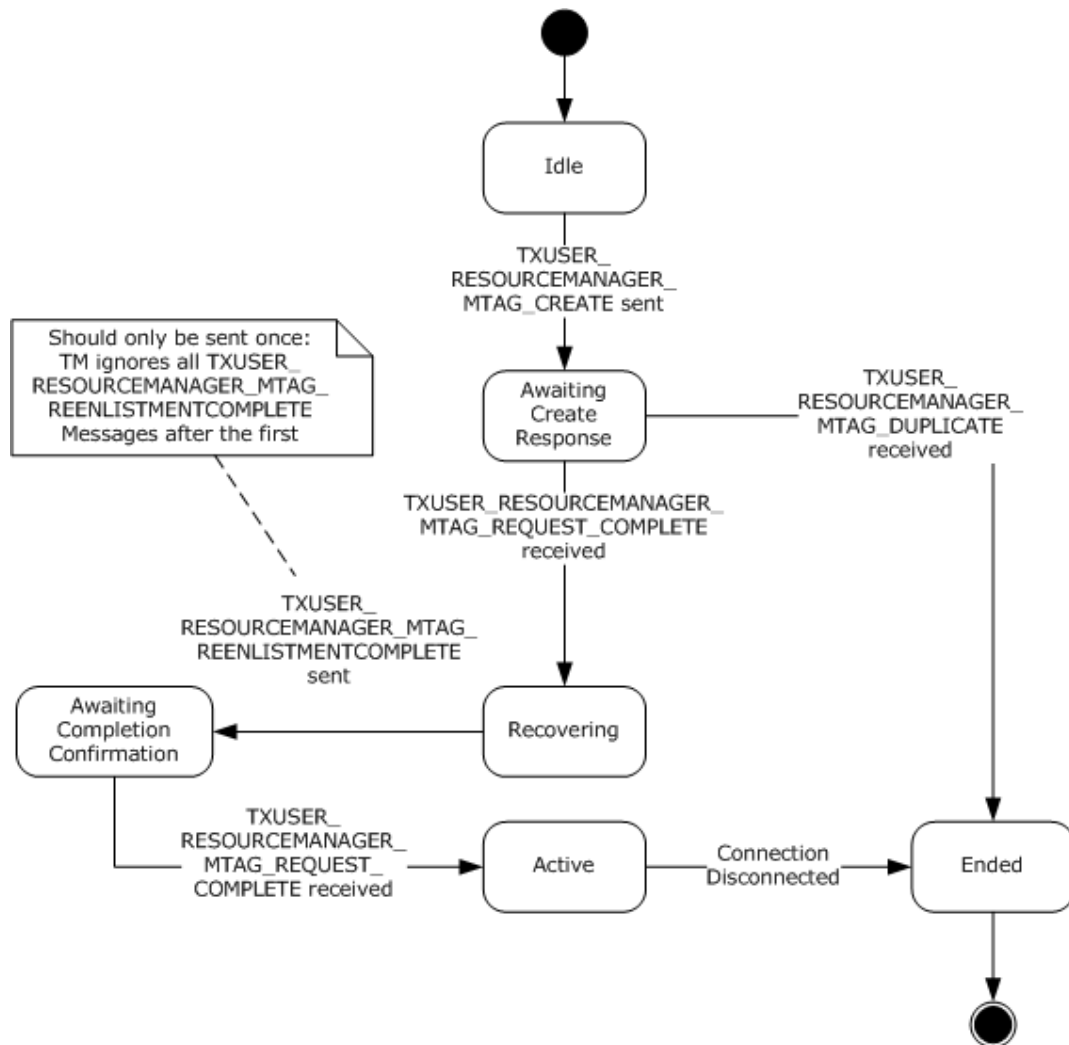 Idle
TXUSER_
RESOURCEMANAGER_
MTAG_CREATE sent
Should only be sent once:
TM ignores all TXUSER_
RESOURCEMANAGER_MTAG_
REENLISTMENTCOMPLETE
Messages after the first
Awaiting
Create
Response
TXUSER_
RESOURCEMANAGER_
MTAG_DUPLICATE
received
TXUSER_RESOURCEMANAGER_
MTAG_REQUEST_COMPLETE
received
TXUSER_
RESOURCEMANAGER_MTAG_
REENLISTMENTCOMPLETE
sent
Awaiting
Completion
Confirmation
Recovering
TXUSER_
RESOURCEMANAGER_
MTAG_REQUEST_
COMPLETE received
Active
Connection
Disconnected
Ended